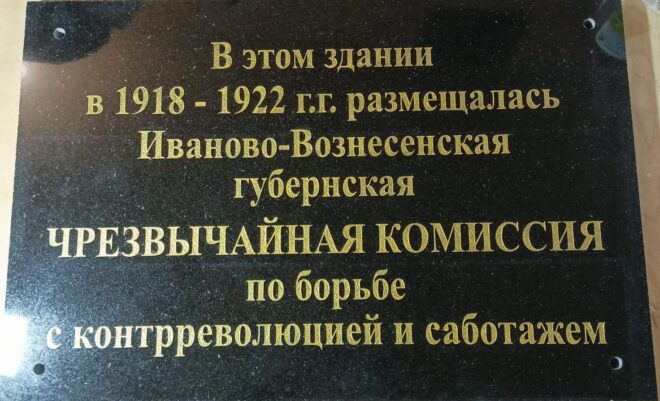 В этом здании
в 1918 - 1922 г.г. размещалась
Иваново-Вознесенская
губернская
ЧРЕЗВЫЧАЙНАЯ КОМИССИЯ
по борьбе
с контрреволюцией и саботажем